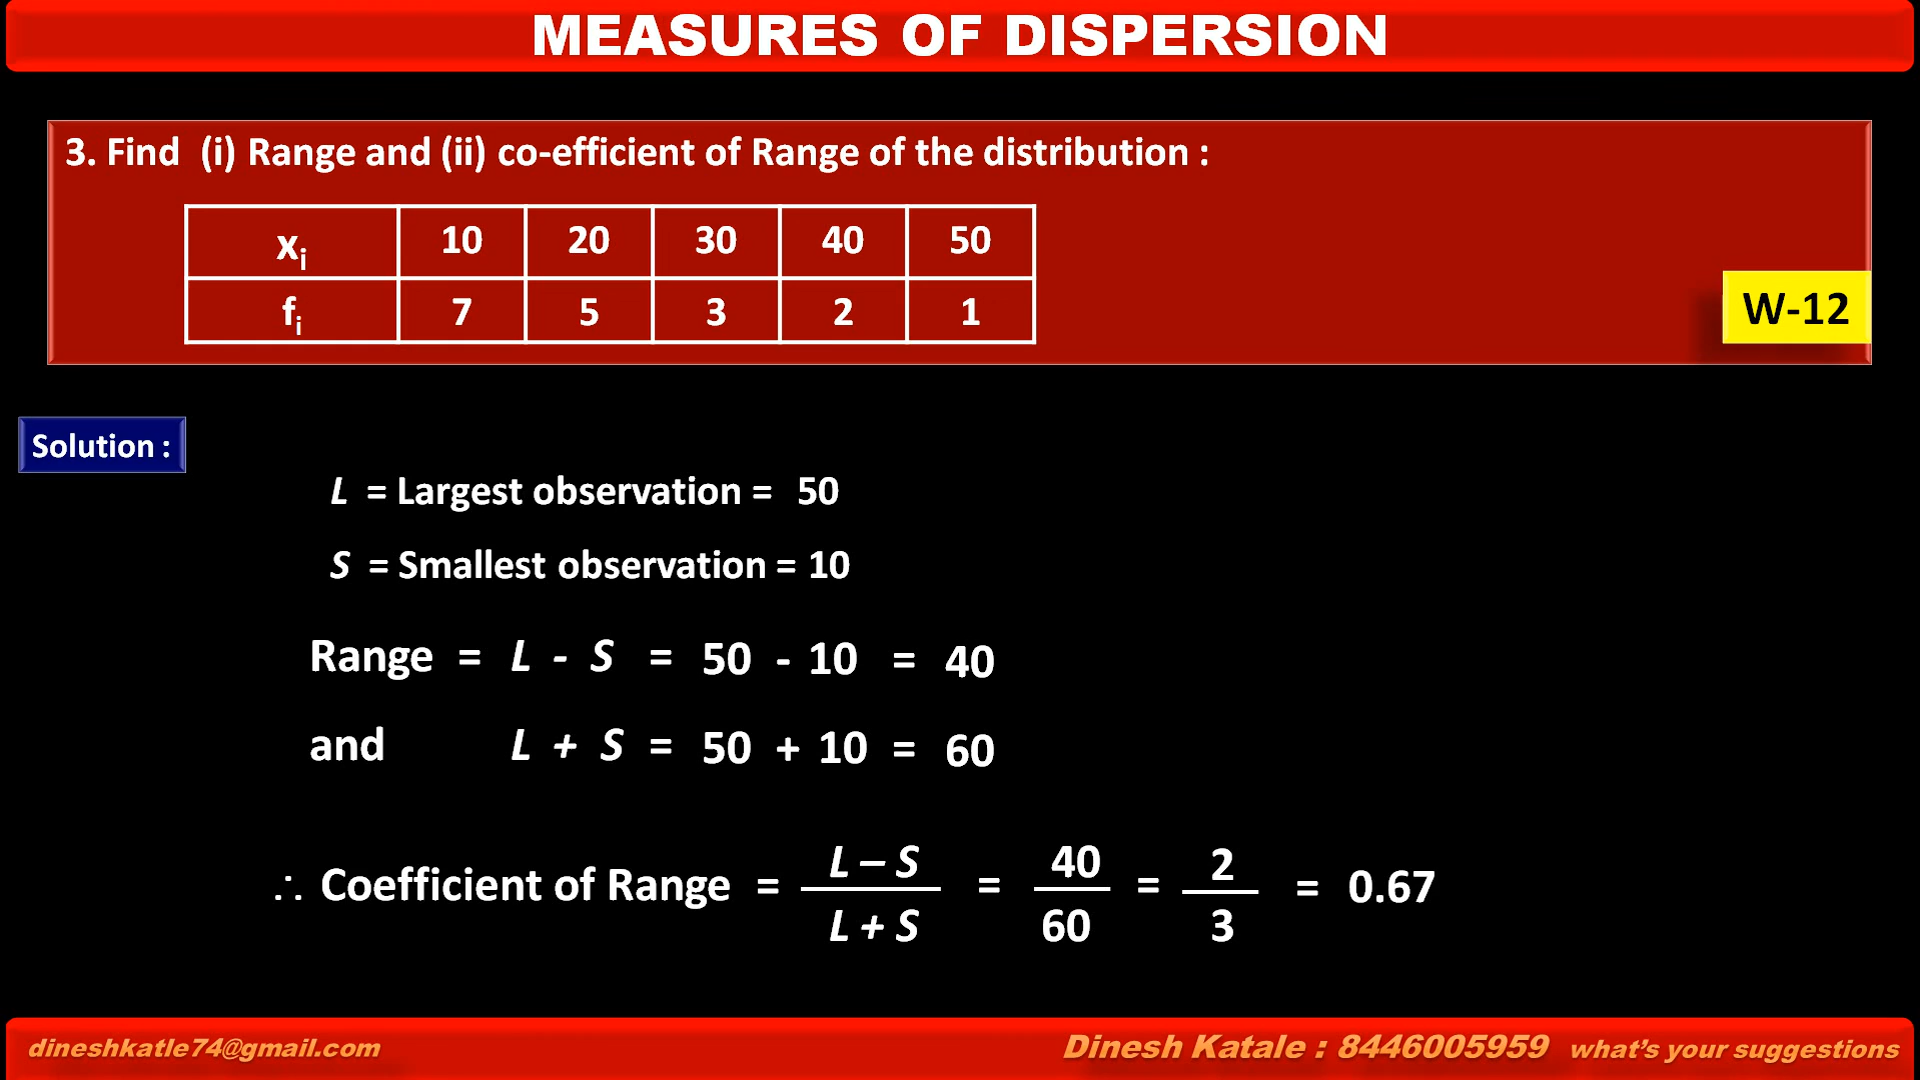 MEASURES OF DISPERSION
3. Find (i) Range and (ii) co-efficient of Range of the distribution :
xᵢ 10 20 30 40 50
fᵢ 7 5 3 2 1
W-12
Solution :
L = Largest observation = 50
S = Smallest observation = 10
Range = L - S = 50 - 10 = 40
and L + S = 50 + 10 = 60
∴ Coefficient of Range = L – S / L + S = 40 / 60 = 2 / 3 = 0.67
dineshkatle74@gmail.com
Dinesh Katale : 8446005959 what's your suggestions